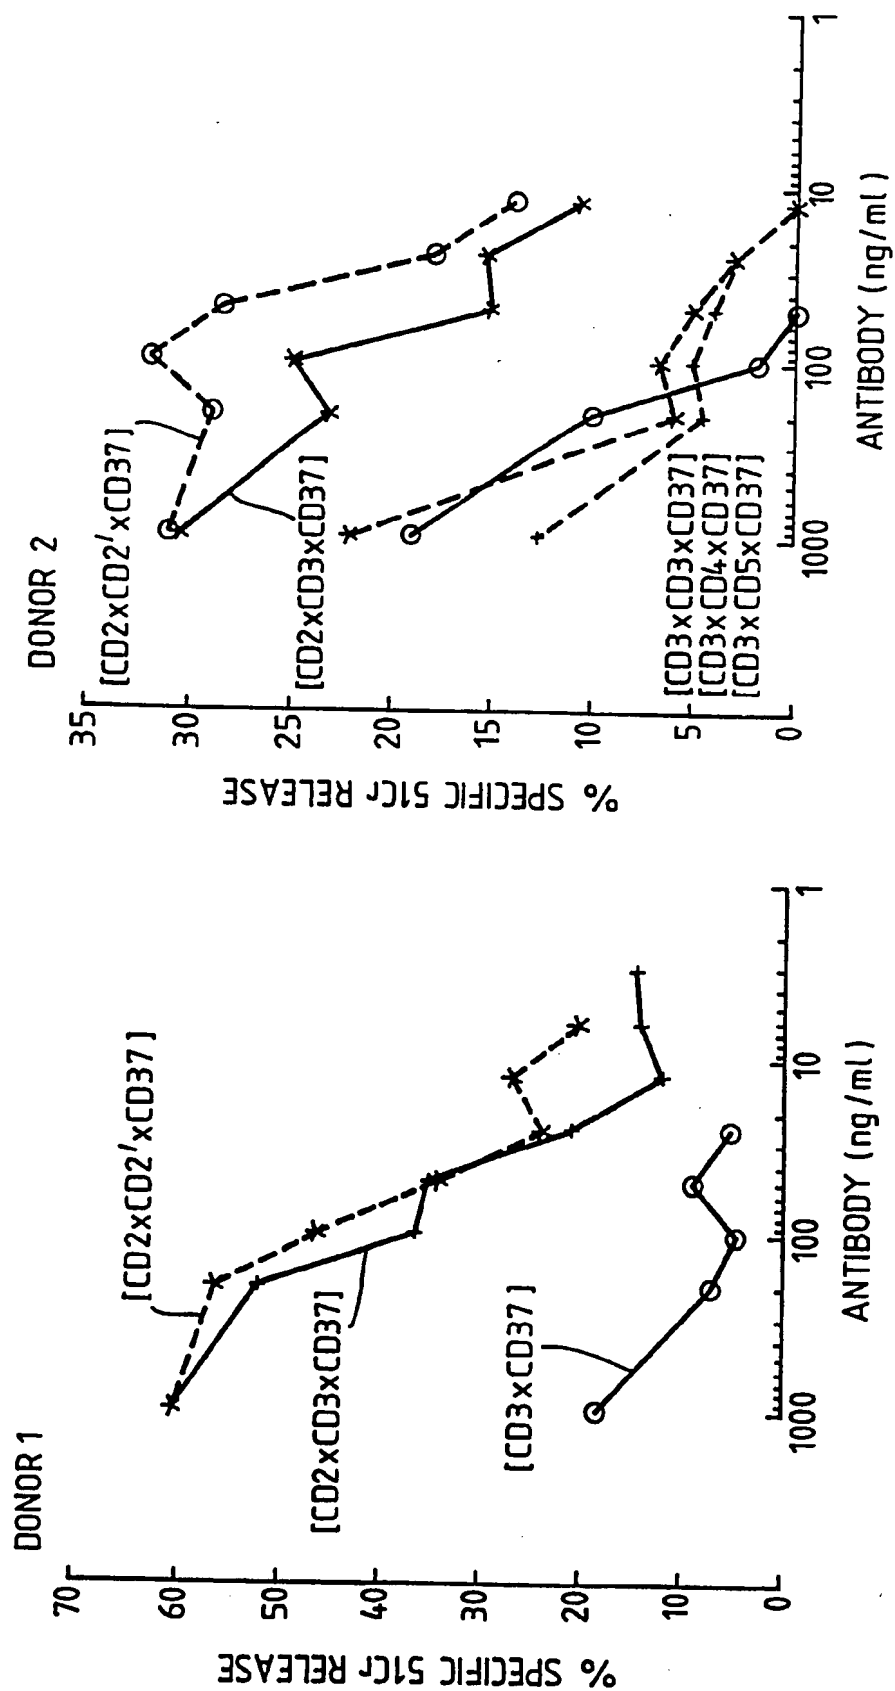 DONOR 1
% SPECIFIC 51Cr RELEASE
70
60
50
40
30
20
10
0
[CD2xCD2'xCD37]
[CD2xCD3xCD37]
[CD3xCD37]
1000
100
10
1
ANTIBODY (ng/ml)
DONOR 2
% SPECIFIC 51Cr RELEASE
35
30
25
20
15
10
5
0
[CD2xCD2'xCD37]
[CD2xCD3xCD37]
[CD3xCD3xCD37]
[CD3xCD4xCD37]
[CD3xCD5xCD37]
1000
100
10
1
ANTIBODY (ng/ml)